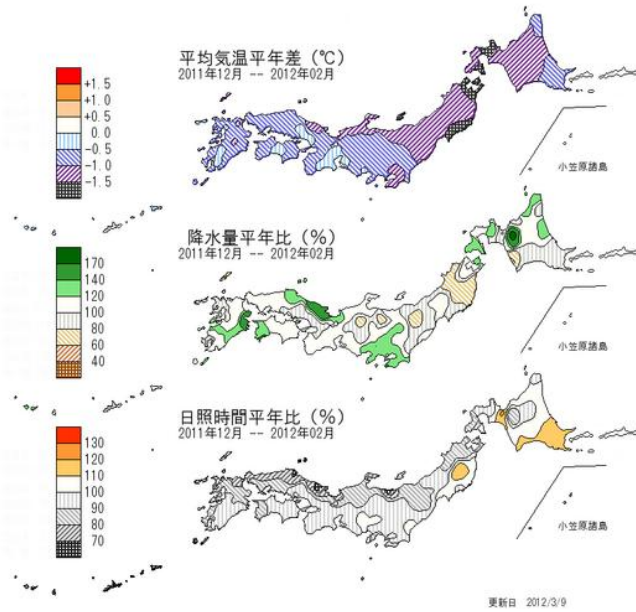 平均気温平年差（℃）
2011年12月 -- 2012年02月
+1.5
+1.0
+0.5
0.0
-0.5
-1.0
-1.5
小笠原諸島
降水量平年比（%）
2011年12月 -- 2012年02月
170
140
120
100
80
60
40
小笠原諸島
日照時間平年比（%）
2011年12月 -- 2012年02月
130
120
110
100
90
80
70
小笠原諸島
更新日 2012/3/9